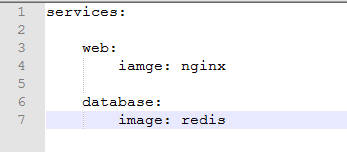 1 services:
2
3 web:
4 iamge: nginx
5
6 database:
7 image: redis